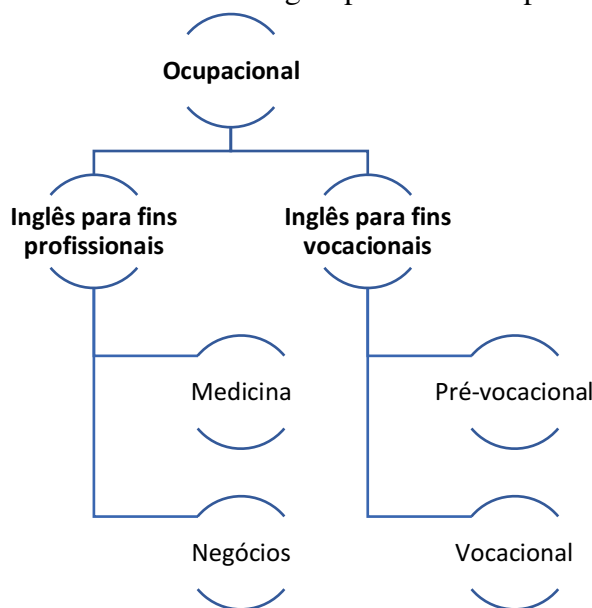 Ocupacional
Inglês para fins
profissionais
Inglês para fins
vocacionais
Medicina
Pré-vocacional
Negócios
Vocacional